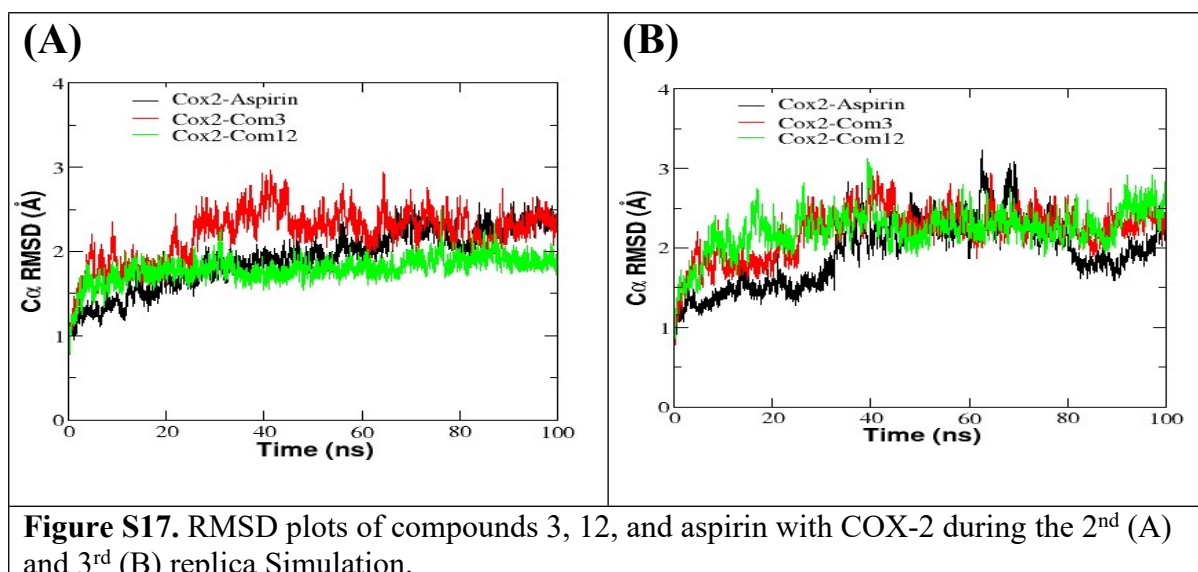 (A)
4
3
2
1
0
Cα RMSD (Å)
Cox2-Aspirin
Cox2-Com3
Cox2-Com12
0 20 40 60 80 100
Time (ns)
(B)
4
3
2
1
0
Cα RMSD (Å)
Cox2-Aspirin
Cox2-Com3
Cox2-Com12
0 20 40 60 80 100
Time (ns)
Figure S17. RMSD plots of compounds 3, 12, and aspirin with COX-2 during the 2nd (A)
and 3rd (B) replica Simulation.